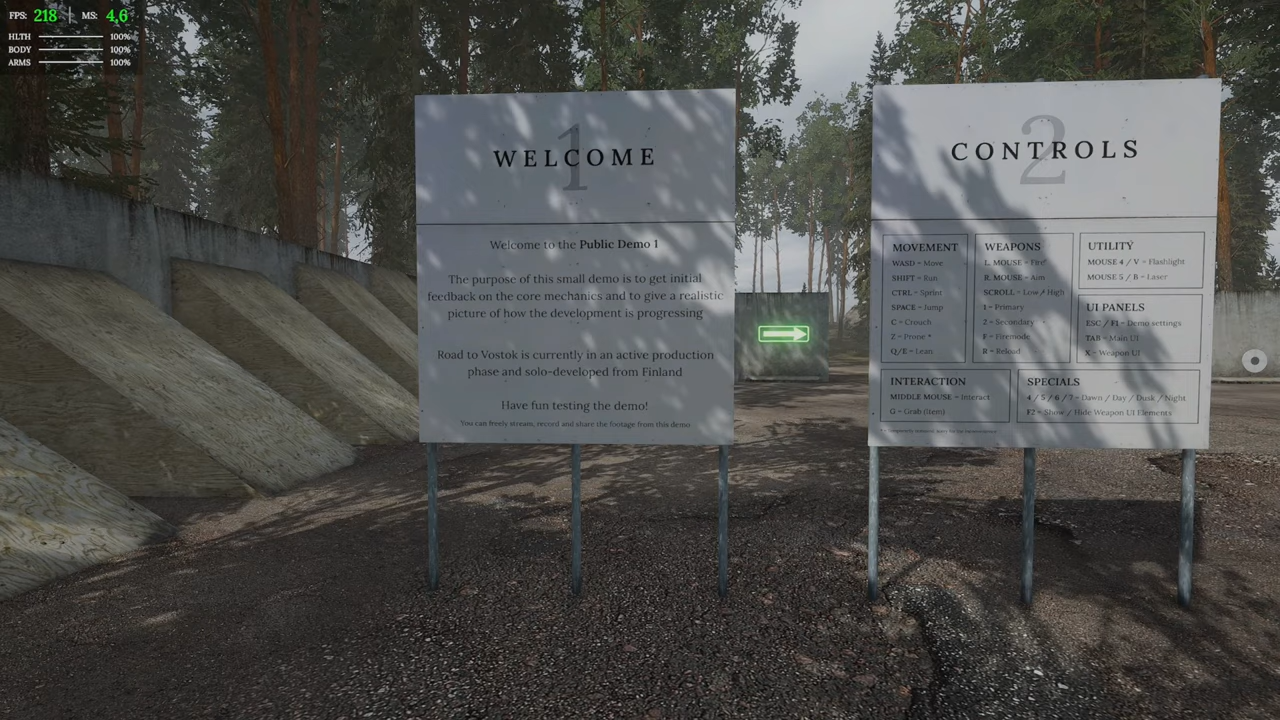 FPS: 218 | MS: 4,6
HLTH 100%
BODY 100%
ARMS 100%
1
WELCOME
Welcome to the Public Demo 1
The purpose of this small demo is to get initial
feedback on the core mechanics and to give a realistic
picture of how the development is progressing
Road to Vostok is currently in an active production
phase and solo-developed from Finland
Have fun testing the demo!
You can freely stream, record and share the footage from this demo
2
CONTROLS
MOVEMENT
WASD = Move
SHIFT = Run
CTRL = Sprint
SPACE = Jump
C = Crouch
Z = Prone *
Q/E = Lean
WEAPONS
L. MOUSE = Fire
R. MOUSE = Aim
SCROLL = Low / High
1 = Primary
2 = Secondary
F = Firemode
R = Reload
UTILITY
MOUSE 4 / V = Flashlight
MOUSE 5 / B = Laser
UI PANELS
ESC / F1 = Demo settings
TAB = Main UI
X = Weapon UI
INTERACTION
MIDDLE MOUSE = Interact
G = Grab (Item)
SPECIALS
4 / 5 / 6 / 7 = Dawn / Day / Dusk / Night
F2 = Show / Hide Weapon UI Elements